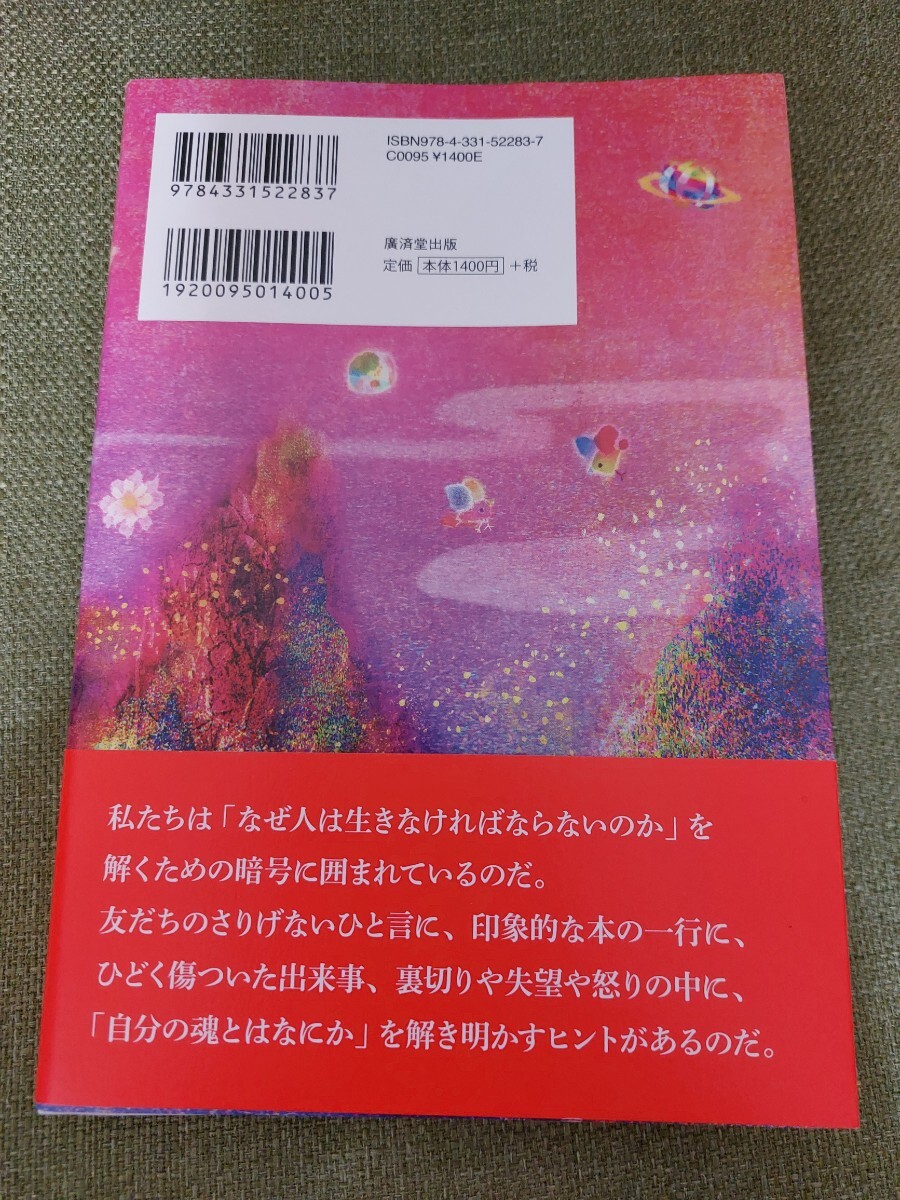 ISBN978-4-331-52283-7
C0095 ¥1400E
9784331522837
廣済堂出版
定価 本体1400円 +税
1920095014005
私たちは「なぜ人は生きなければならないのか」を
解くための暗号に囲まれているのだ。
友だちのさりげないひと言に、印象的な本の一行に、
ひどく傷ついた出来事、裏切りや失望や怒りの中に、
「自分の魂とはなにか」を解き明かすヒントがあるのだ。